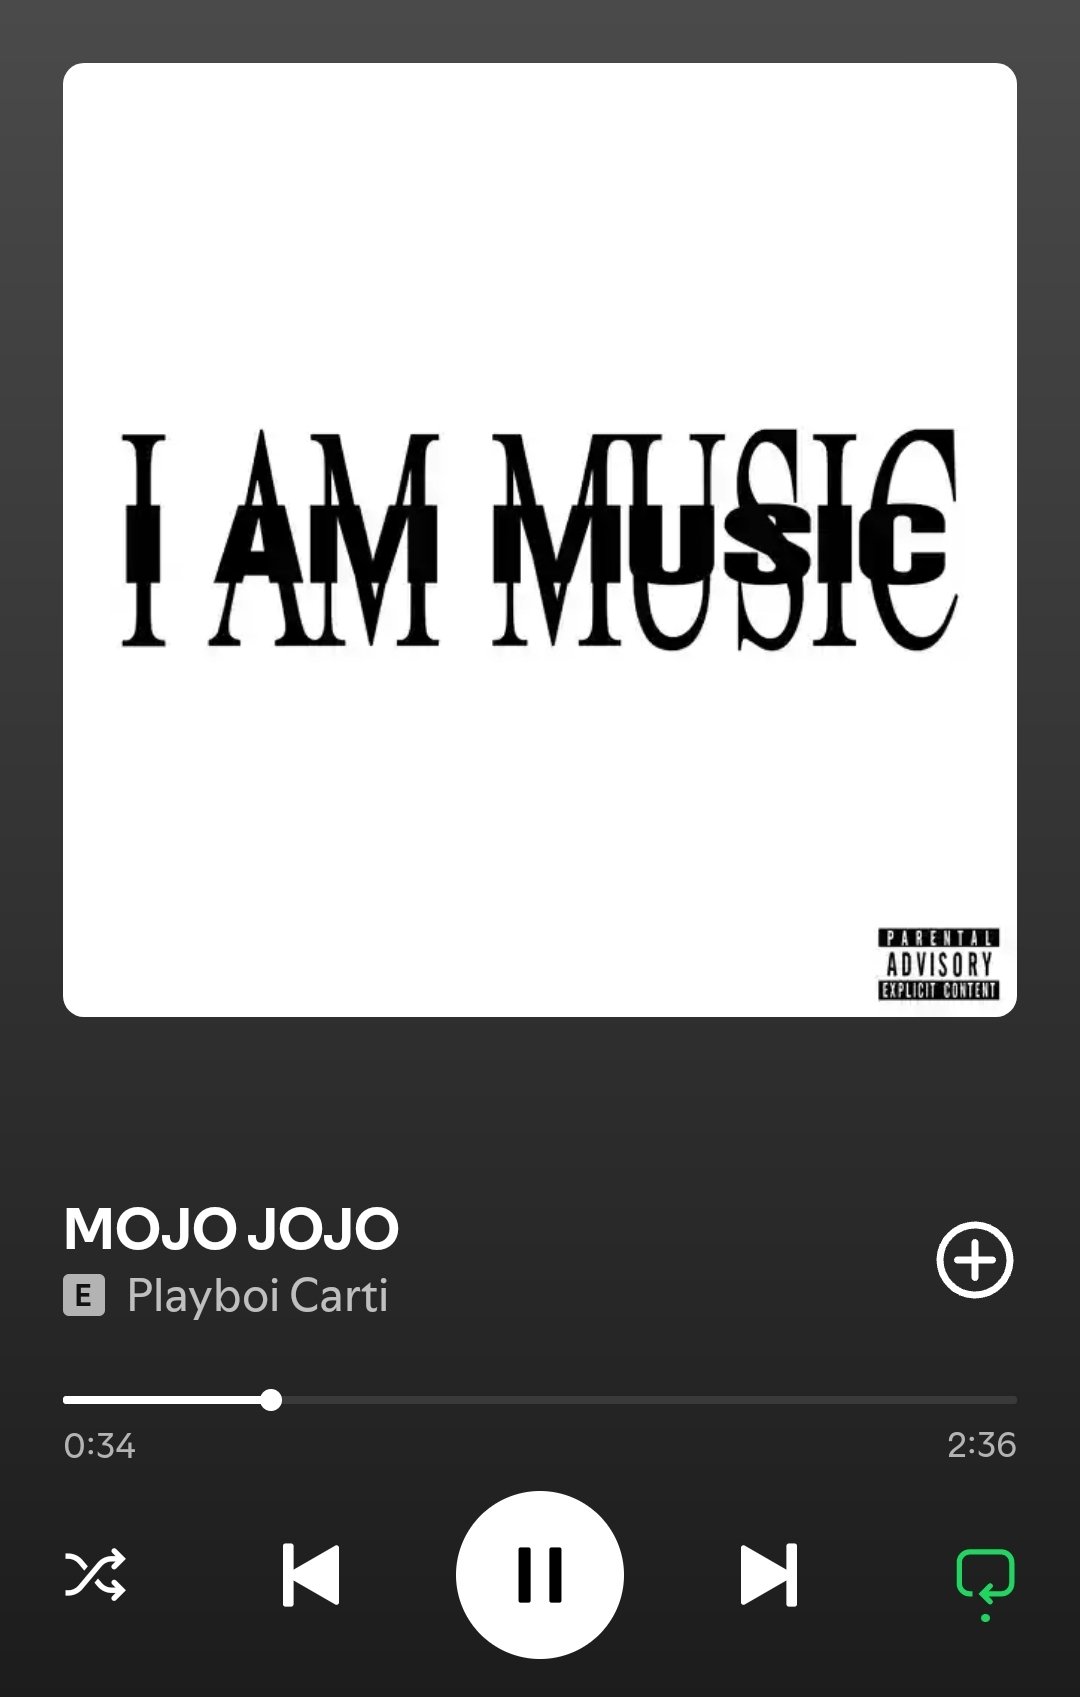 I AM MUSIC
I AM MUSIC
PARENTAL
ADVISORY
EXPLICIT CONTENT
MOJO JOJO
E Playboi Carti
0:34 2:36